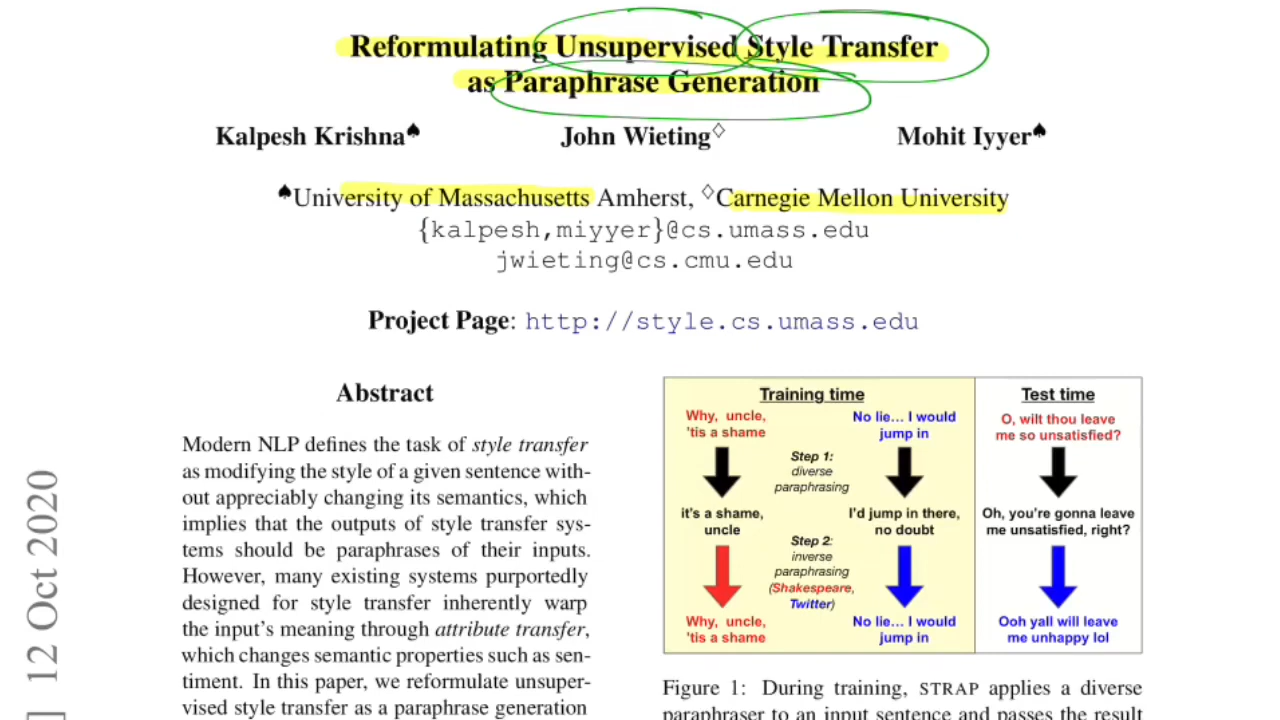 Reformulating Unsupervised Style Transfer
as Paraphrase Generation
Kalpesh Krishna♠ John Wieting♢ Mohit Iyyer♠
♠University of Massachusetts Amherst, ♢Carnegie Mellon University
{kalpesh,miyyer}@cs.umass.edu
jwieting@cs.cmu.edu
Project Page: http://style.cs.umass.edu
Abstract
Modern NLP defines the task of style transfer
as modifying the style of a given sentence with-
out appreciably changing its semantics, which
implies that the outputs of style transfer sys-
tems should be paraphrases of their inputs.
However, many existing systems purportedly
designed for style transfer inherently warp
the input's meaning through attribute transfer,
which changes semantic properties such as sen-
timent. In this paper, we reformulate unsuper-
vised style transfer as a paraphrase generation
Training time
Why, uncle,
'tis a shame
No lie... I would
jump in
Step 1:
diverse
paraphrasing
it's a shame,
uncle
I'd jump in there,
no doubt
Step 2:
inverse
paraphrasing
(Shakespeare,
Twitter)
Why, uncle,
'tis a shame
No lie... I would
jump in
Test time
O, wilt thou leave
me so unsatisfied?
Oh, you're gonna leave
me unsatisfied, right?
Ooh yall will leave
me unhappy lol
Figure 1: During training, STRAP applies a diverse
paraphraser to an input sentence and passes the result
] 12 Oct 2020